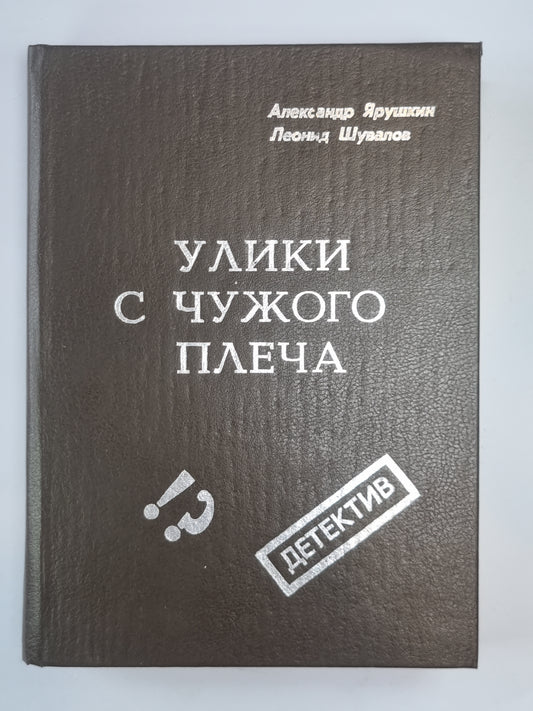 Александр Ярушкин
Леонид Шувалов
УЛИКИ
С ЧУЖОГО
ПЛЕЧА
!?
ДЕТЕКТИВ